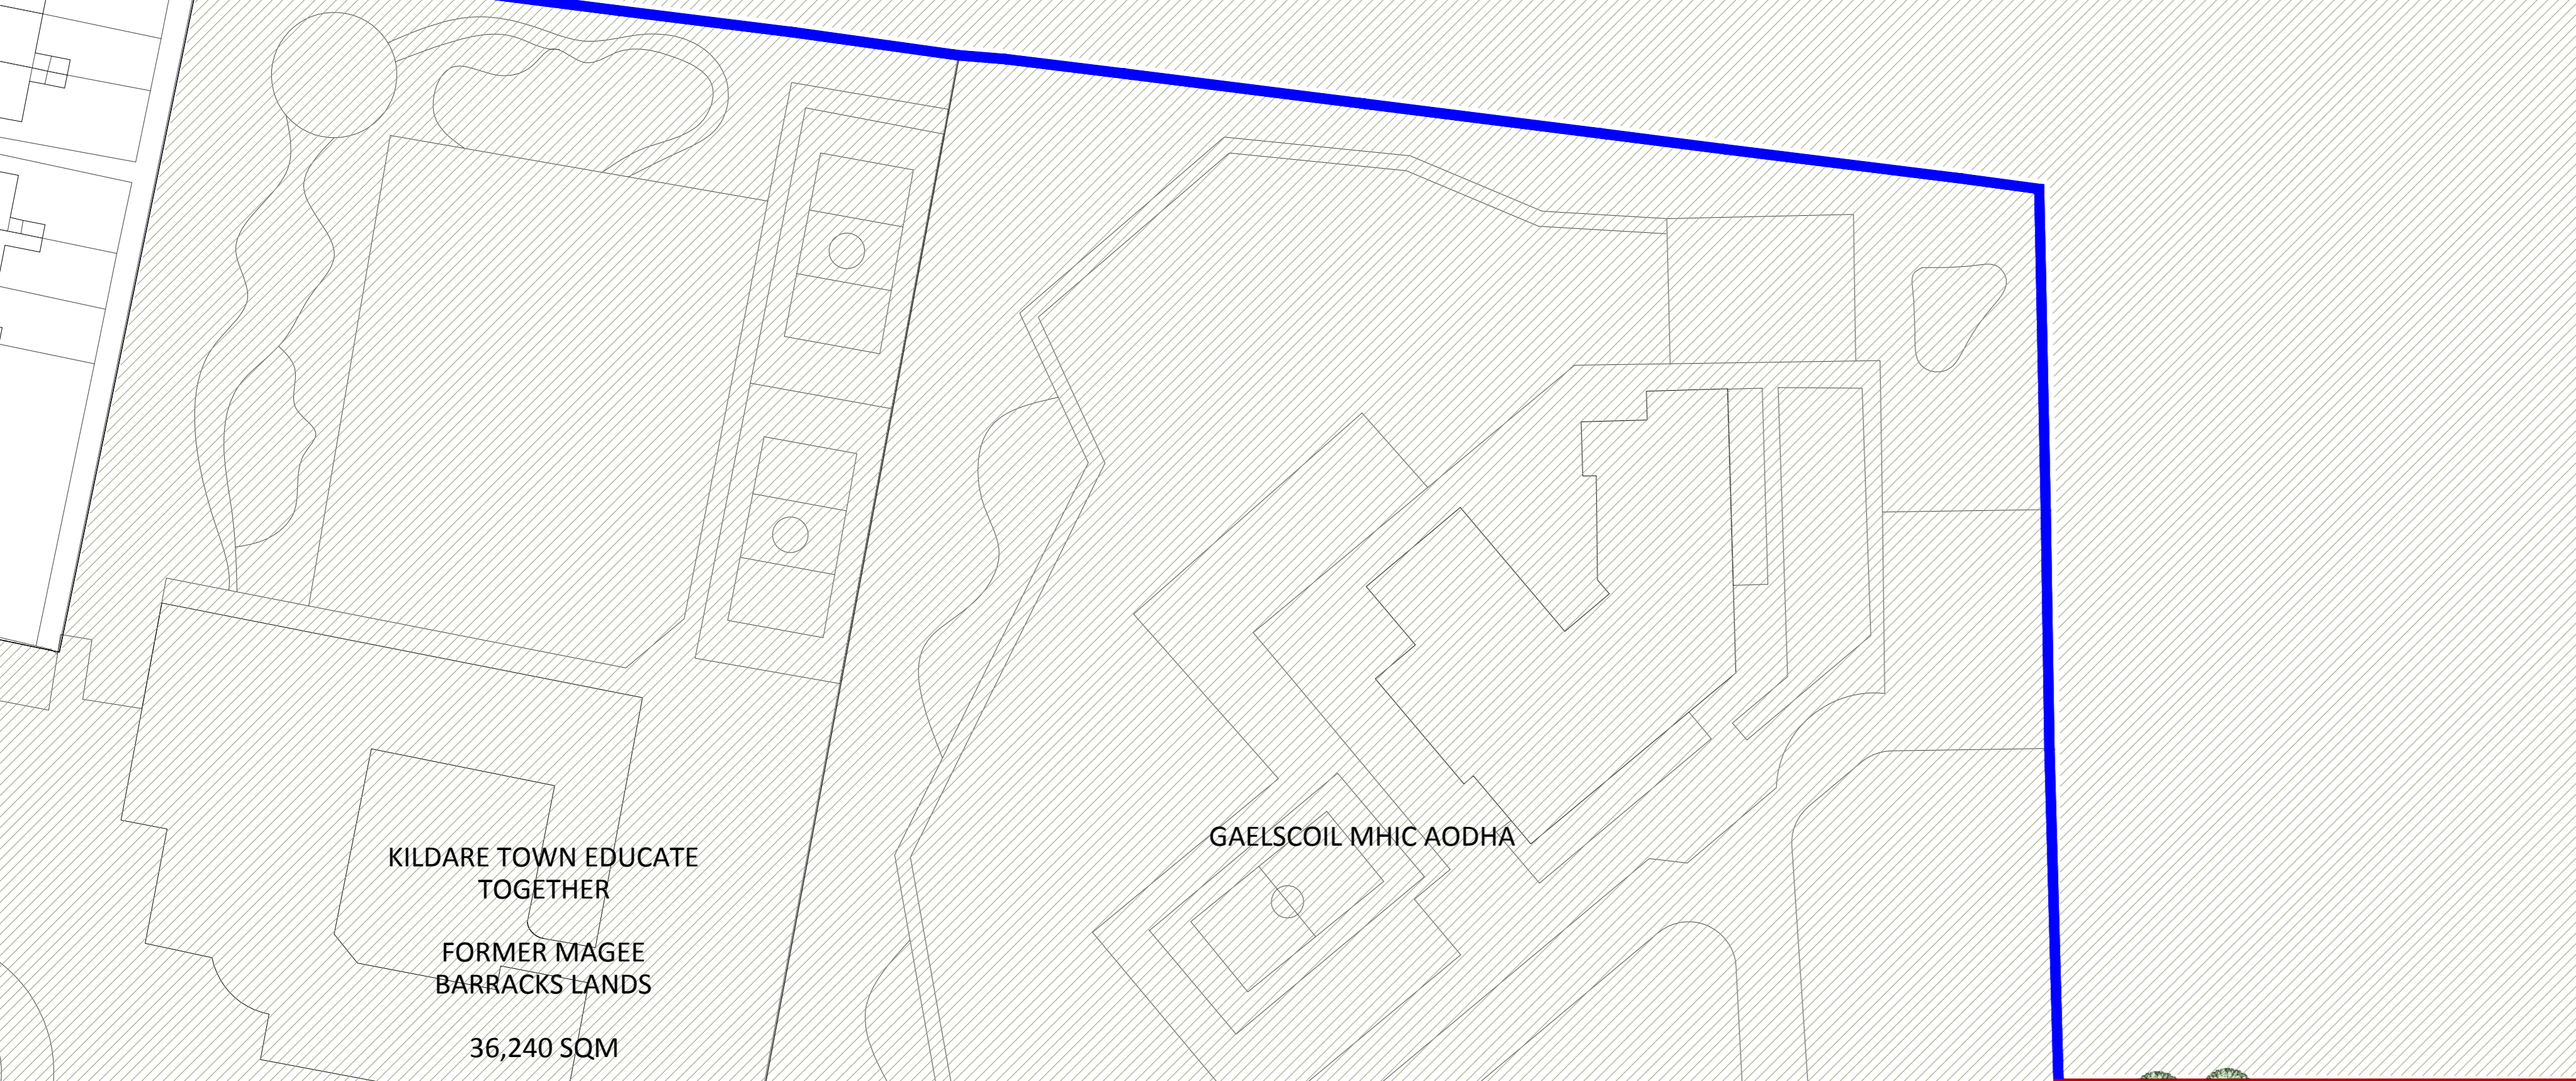 KILDARE TOWN EDUCATE
TOGETHER
FORMER MAGEE
BARRACKS LANDS
36,240 SQM
GAELSCOIL MHIC AODHA